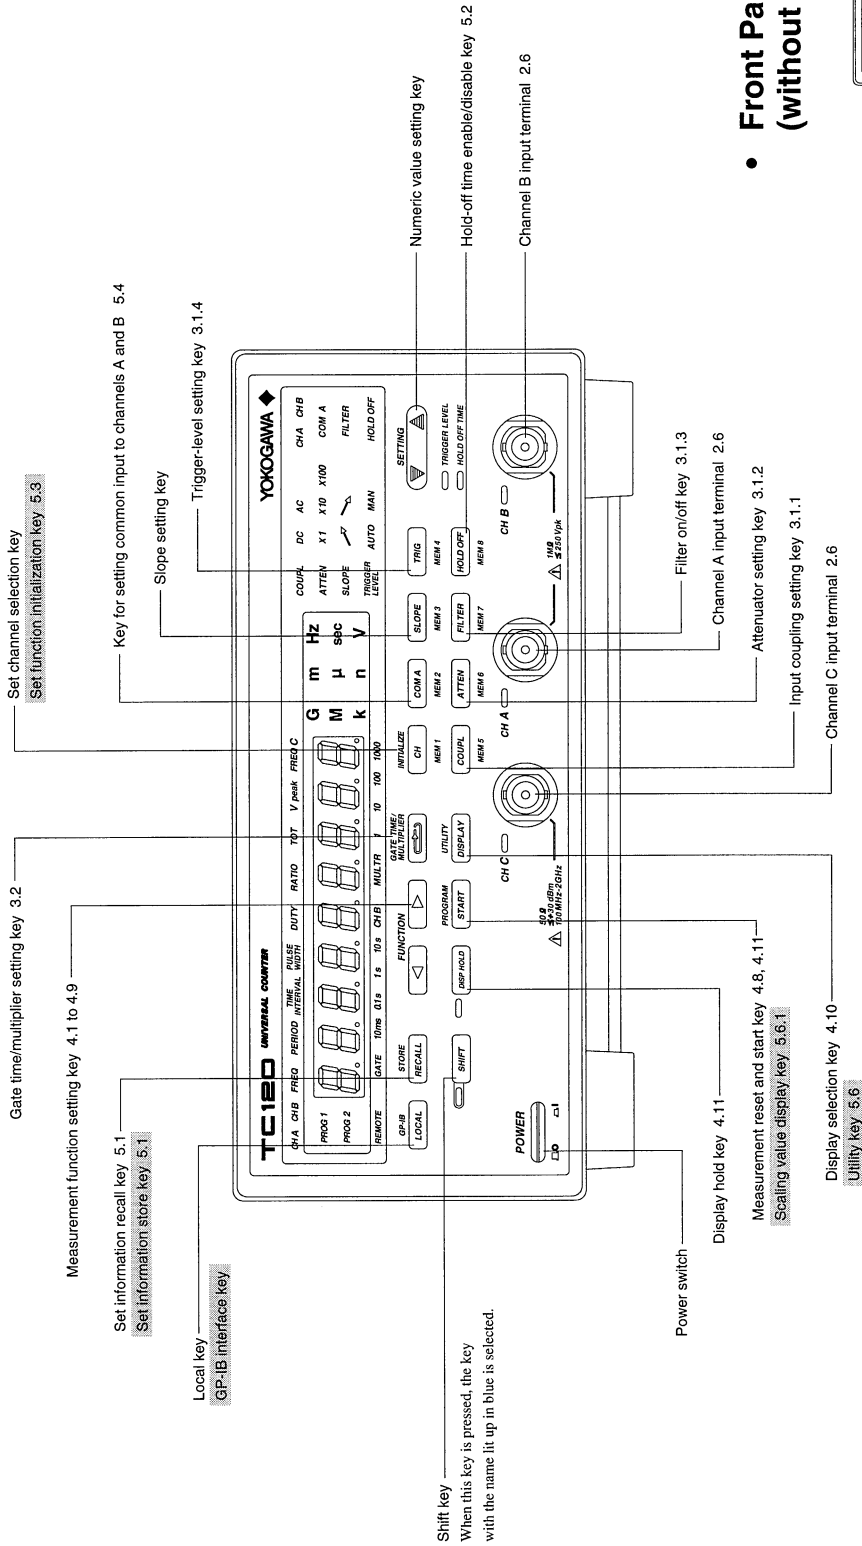 Set channel selection key
Set function initialization key 5.3
Key for setting common input to channels A and B 5.4
Slope setting key
Trigger-level setting key 3.1.4
Gate time/multiplier setting key 3.2
Measurement function setting key 4.1 to 4.9
Set information recall key 5.1
Set information store key 5.1
Local key
GP-IB interface key
Shift key
When this key is pressed, the key
with the name lit up in blue is selected.
TC120 UNIVERSAL COUNTER
YOKOGAWA
CH A CH B FREQ PERIOD TIME INTERVAL PULSE WIDTH DUTY RATIO TOT V peak FREQ C
PROG 1
PROG 2
REMOTE GATE 10ms 0.1s 1s 10s CH B MULTR 1 10 100 1000
G m Hz
M µ sec
k n V
COUPL DC AC CH A CH B
ATTEN X1 X10 X100 COM A
SLOPE FILTER
TRIGGER LEVEL AUTO MAN HOLD OFF
GP-IB
LOCAL
STORE
RECALL
FUNCTION
GATE TIME/
MULTIPLIER
INITIALIZE
CH
MEM 1
COM A
MEM 2
SLOPE
MEM 3
TRIG
MEM 4
SETTING
SHIFT
DISP HOLD
PROGRAM
START
UTILITY
DISPLAY
COUPL
MEM 5
ATTEN
MEM 6
FILTER
MEM 7
HOLD OFF
MEM 8
TRIGGER LEVEL
HOLD OFF TIME
POWER
CH C
CH A
CH B
50Ω
≤+30 dBm
100 MHz-2GHz
1MΩ
≤250 Vpk
Numeric value setting key
Hold-off time enable/disable key 5.2
Channel B input terminal 2.6
Filter on/off key 3.1.3
Channel A input terminal 2.6
Attenuator setting key 3.1.2
Input coupling setting key 3.1.1
Channel C input terminal 2.6
Power switch
Display hold key 4.11
Measurement reset and start key 4.8, 4.11
Scaling value display key 5.6.1
Display selection key 4.10
Utility key 5.6
• Front Pa
(without